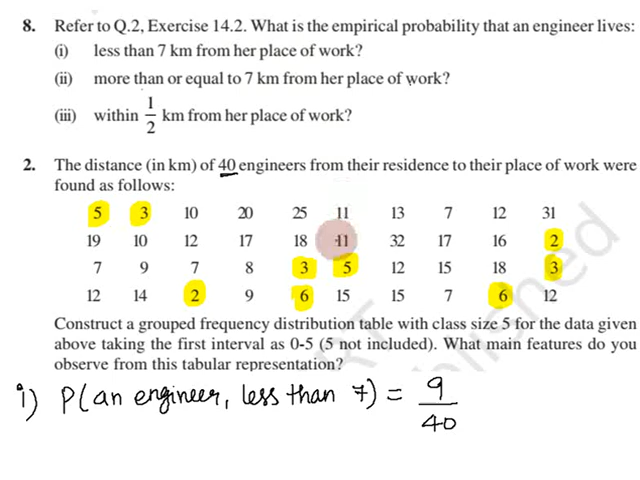 8. Refer to Q.2, Exercise 14.2. What is the empirical probability that an engineer lives:
(i) less than 7 km from her place of work?
(ii) more than or equal to 7 km from her place of work?
(iii) within 1/2 km from her place of work?
2. The distance (in km) of 40 engineers from their residence to their place of work were
found as follows:
5 3 10 20 25 11 13 7 12 31
19 10 12 17 18 11 32 17 16 2
7 9 7 8 3 5 12 15 18 3
12 14 2 9 6 15 15 7 6 12
Construct a grouped frequency distribution table with class size 5 for the data given
above taking the first interval as 0-5 (5 not included). What main features do you
observe from this tabular representation?
i) P(an engineer, less than 7) = 9/40